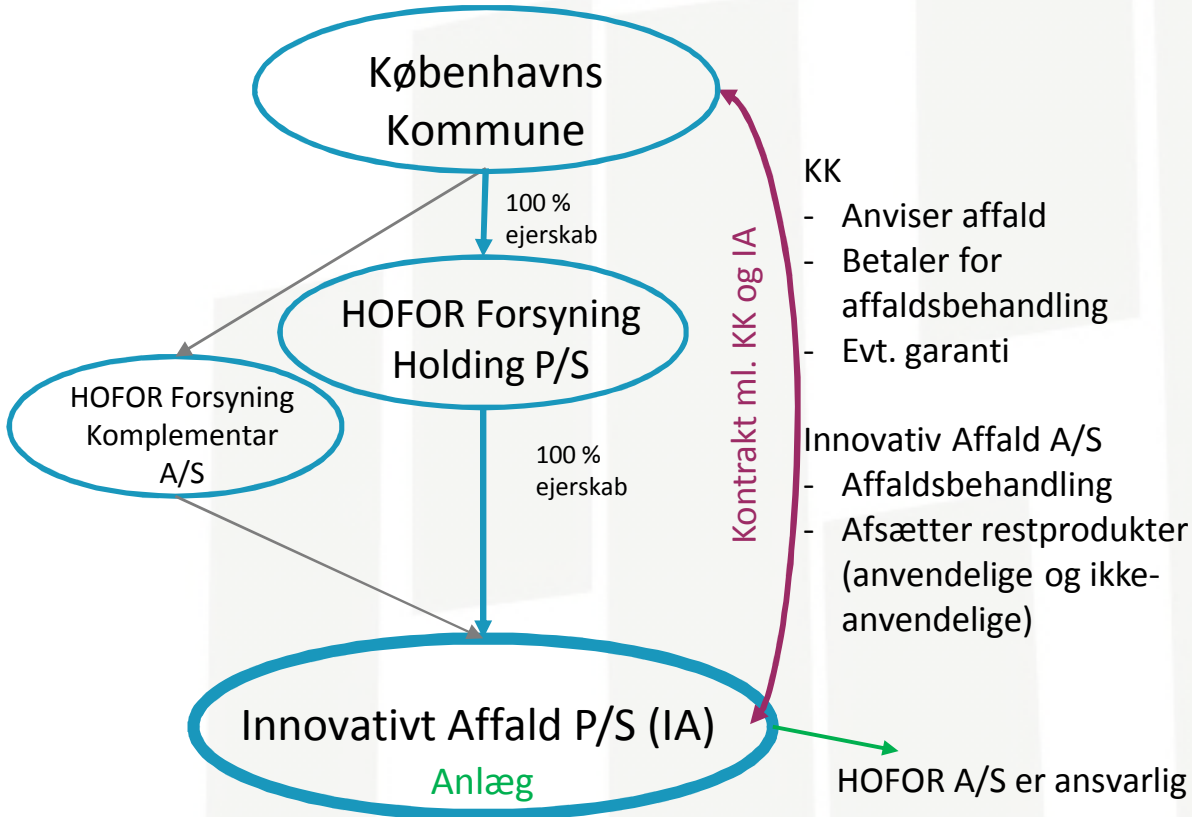 Københavns
Kommune
100 %
ejerskab
HOFOR Forsyning
Holding P/S
HOFOR Forsyning
Komplementar
A/S
100 %
ejerskab
Kontrakt ml. KK og IA
KK
- Anviser affald
- Betaler for
affaldsbehandling
- Evt. garanti
Innovativ Affald A/S
- Affaldsbehandling
- Afsætter restprodukter
(anvendelige og ikke-
anvendelige)
Innovativt Affald P/S (IA)
Anlæg
HOFOR A/S er ansvarlig